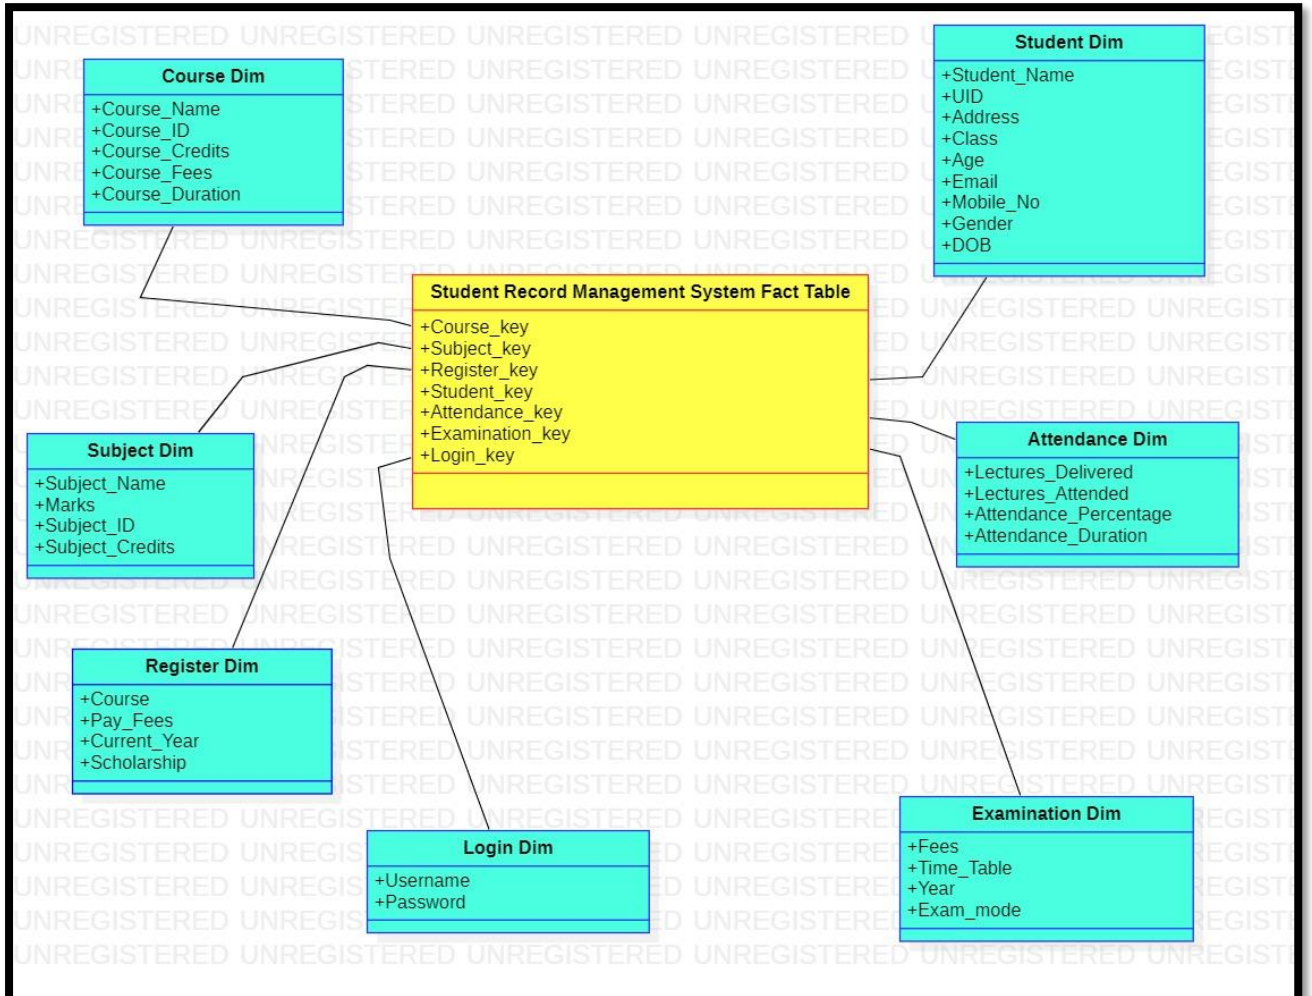 Course Dim
+Course_Name
+Course_ID
+Course_Credits
+Course_Fees
+Course_Duration
Student Dim
+Student_Name
+UID
+Address
+Class
+Age
+Email
+Mobile_No
+Gender
+DOB
Student Record Management System Fact Table
+Course_key
+Subject_key
+Register_key
+Student_key
+Attendance_key
+Examination_key
+Login_key
Subject Dim
+Subject_Name
+Marks
+Subject_ID
+Subject_Credits
Attendance Dim
+Lectures_Delivered
+Lectures_Attended
+Attendance_Percentage
+Attendance_Duration
Register Dim
+Course
+Pay_Fees
+Current_Year
+Scholarship
Login Dim
+Username
+Password
Examination Dim
+Fees
+Time_Table
+Year
+Exam_mode
UNREGISTERED